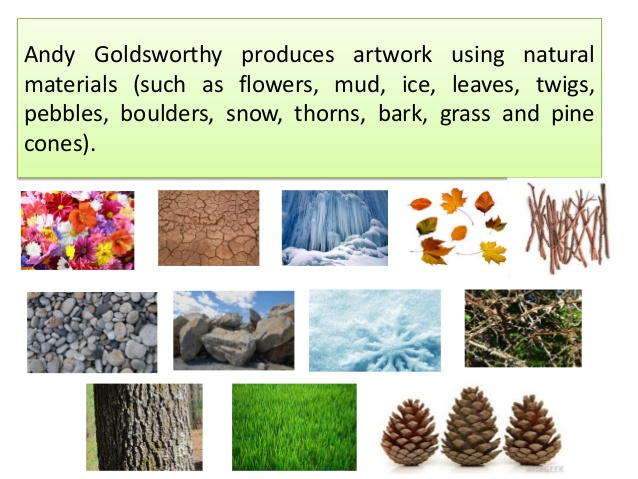 Andy Goldsworthy produces artwork using natural
materials (such as flowers, mud, ice, leaves, twigs,
pebbles, boulders, snow, thorns, bark, grass and pine
cones).